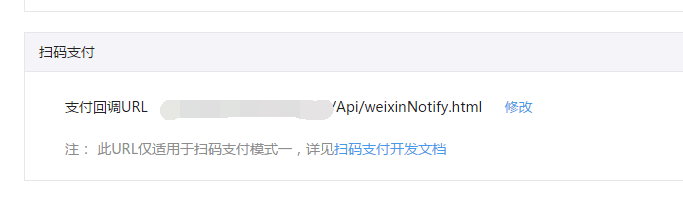 扫码支付
支付回调URL /Api/weixinNotify.html 修改
注： 此URL仅适用于扫码支付模式一，详见扫码支付开发文档